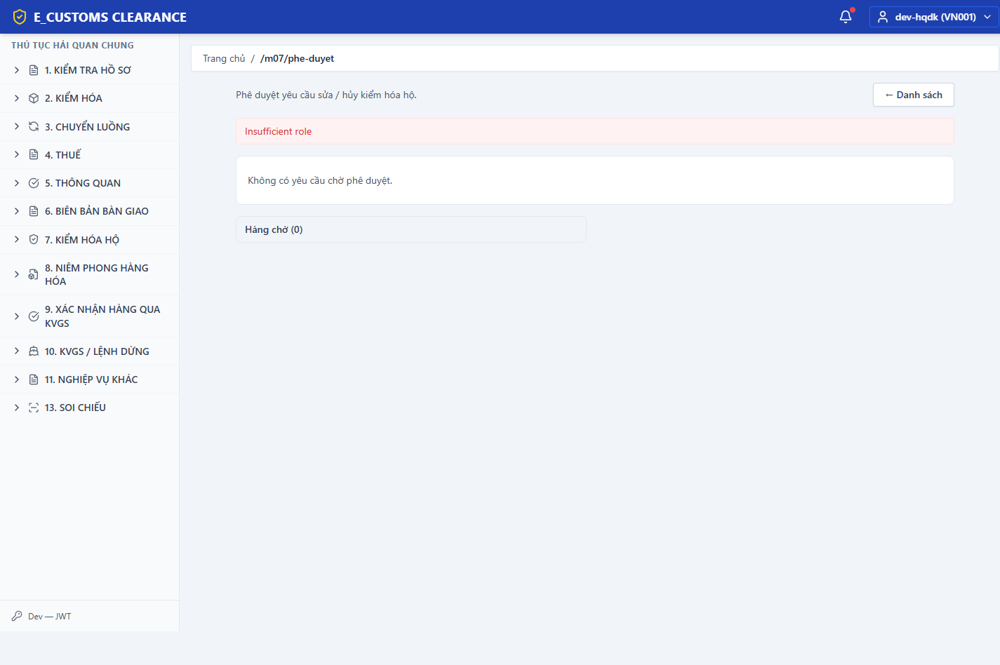 E_CUSTOMS CLEARANCE
dev-hqdk (VN001)
THỦ TỤC HẢI QUAN CHUNG
1. KIỂM TRA HỒ SƠ
2. KIỂM HÓA
3. CHUYỂN LUỒNG
4. THUẾ
5. THÔNG QUAN
6. BIÊN BẢN BÀN GIAO
7. KIỂM HÓA HỘ
8. NIÊM PHONG HÀNG
HÓA
9. XÁC NHẬN HÀNG QUA
KVGS
10. KVGS / LỆNH DỪNG
11. NGHIỆP VỤ KHÁC
13. SOI CHIẾU
Dev — JWT
Trang chủ / /m07/phe-duyet
Phê duyệt yêu cầu sửa / hủy kiểm hóa hộ.
← Danh sách
Insufficient role
Không có yêu cầu chờ phê duyệt.
Hàng chờ (0)